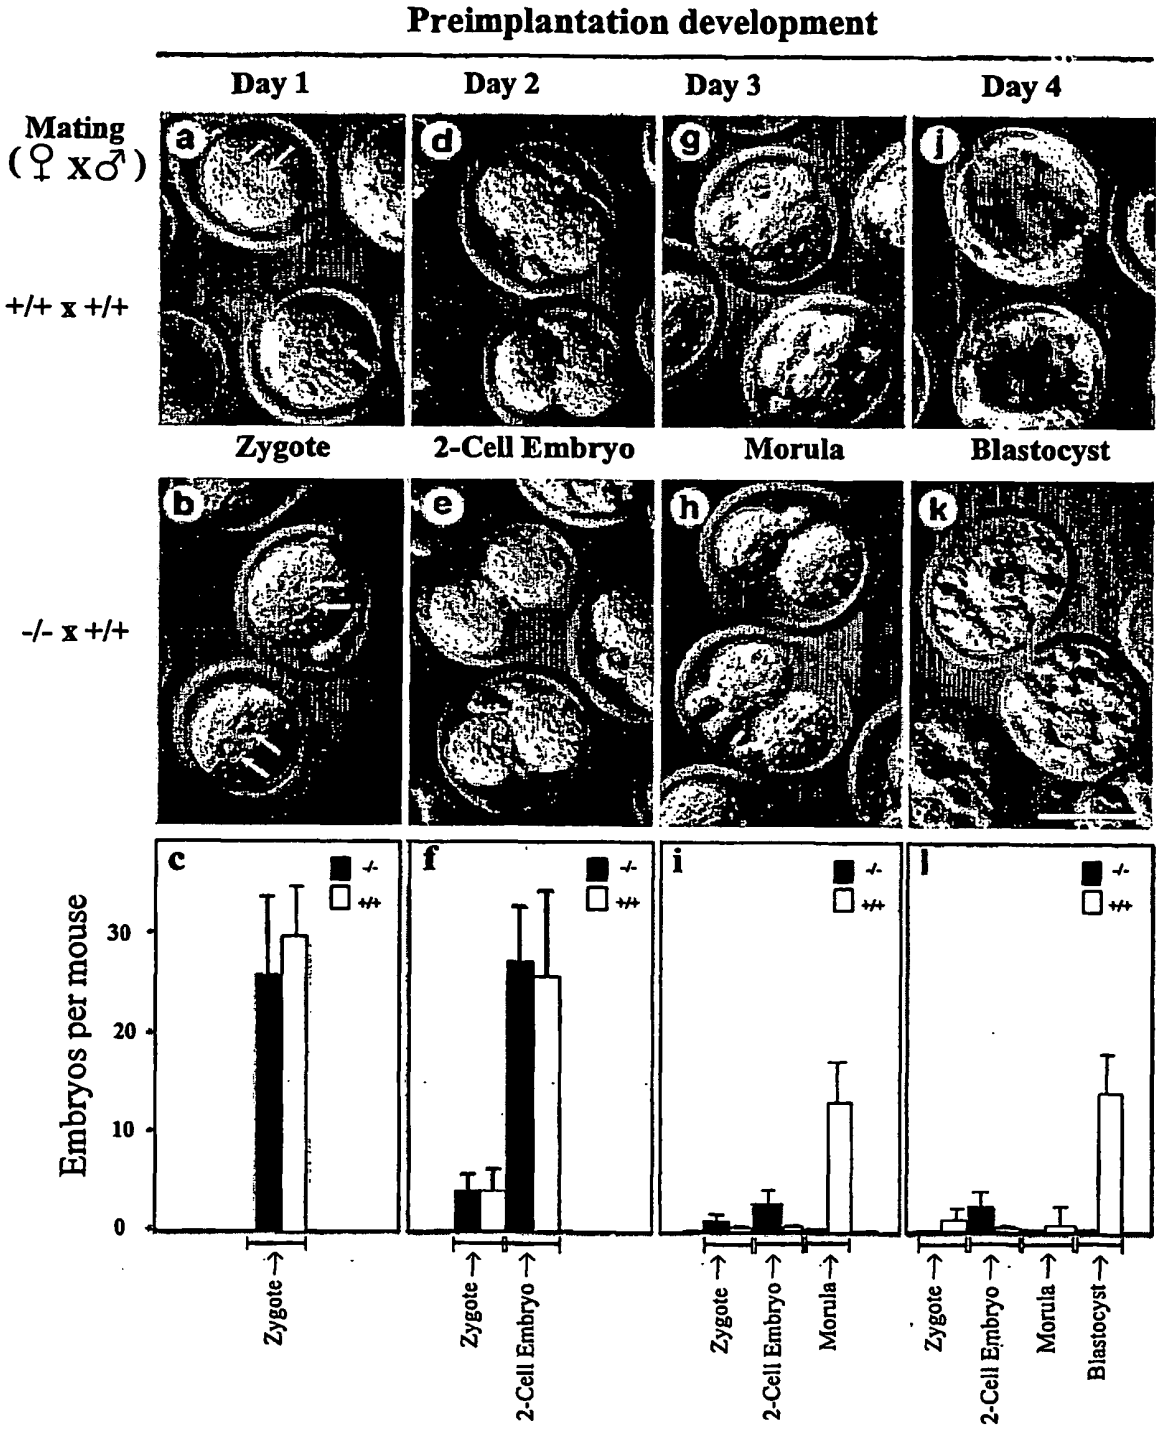 Preimplantation development
Day 1 Day 2 Day 3 Day 4
Mating
(♀ x♂)
a d g j
+/+ x +/+
Zygote 2-Cell Embryo Morula Blastocyst
b e h k
-/- x +/+
c f i l
-/- -/- -/- -/-
+/+ +/+ +/+ +/+
Embryos per mouse
30
20
10
0
Zygote→
Zygote→
2-Cell Embryo→
Zygote→
2-Cell Embryo→
Morula→
Zygote→
2-Cell Embryo→
Morula→
Blastocyst→